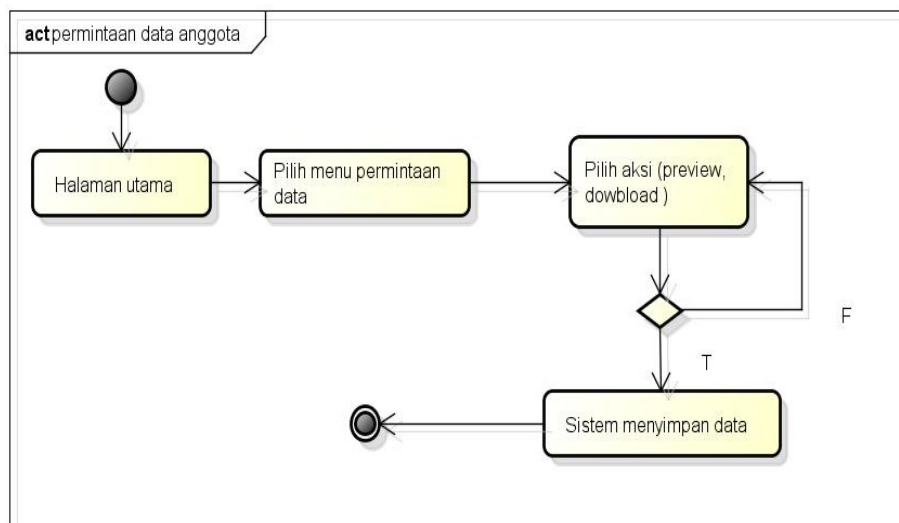 act permintaan data anggota
Halaman utama
Pilih menu permintaan
data
Pilih aksi (preview,
dowbload )
F
T
Sistem menyimpan data